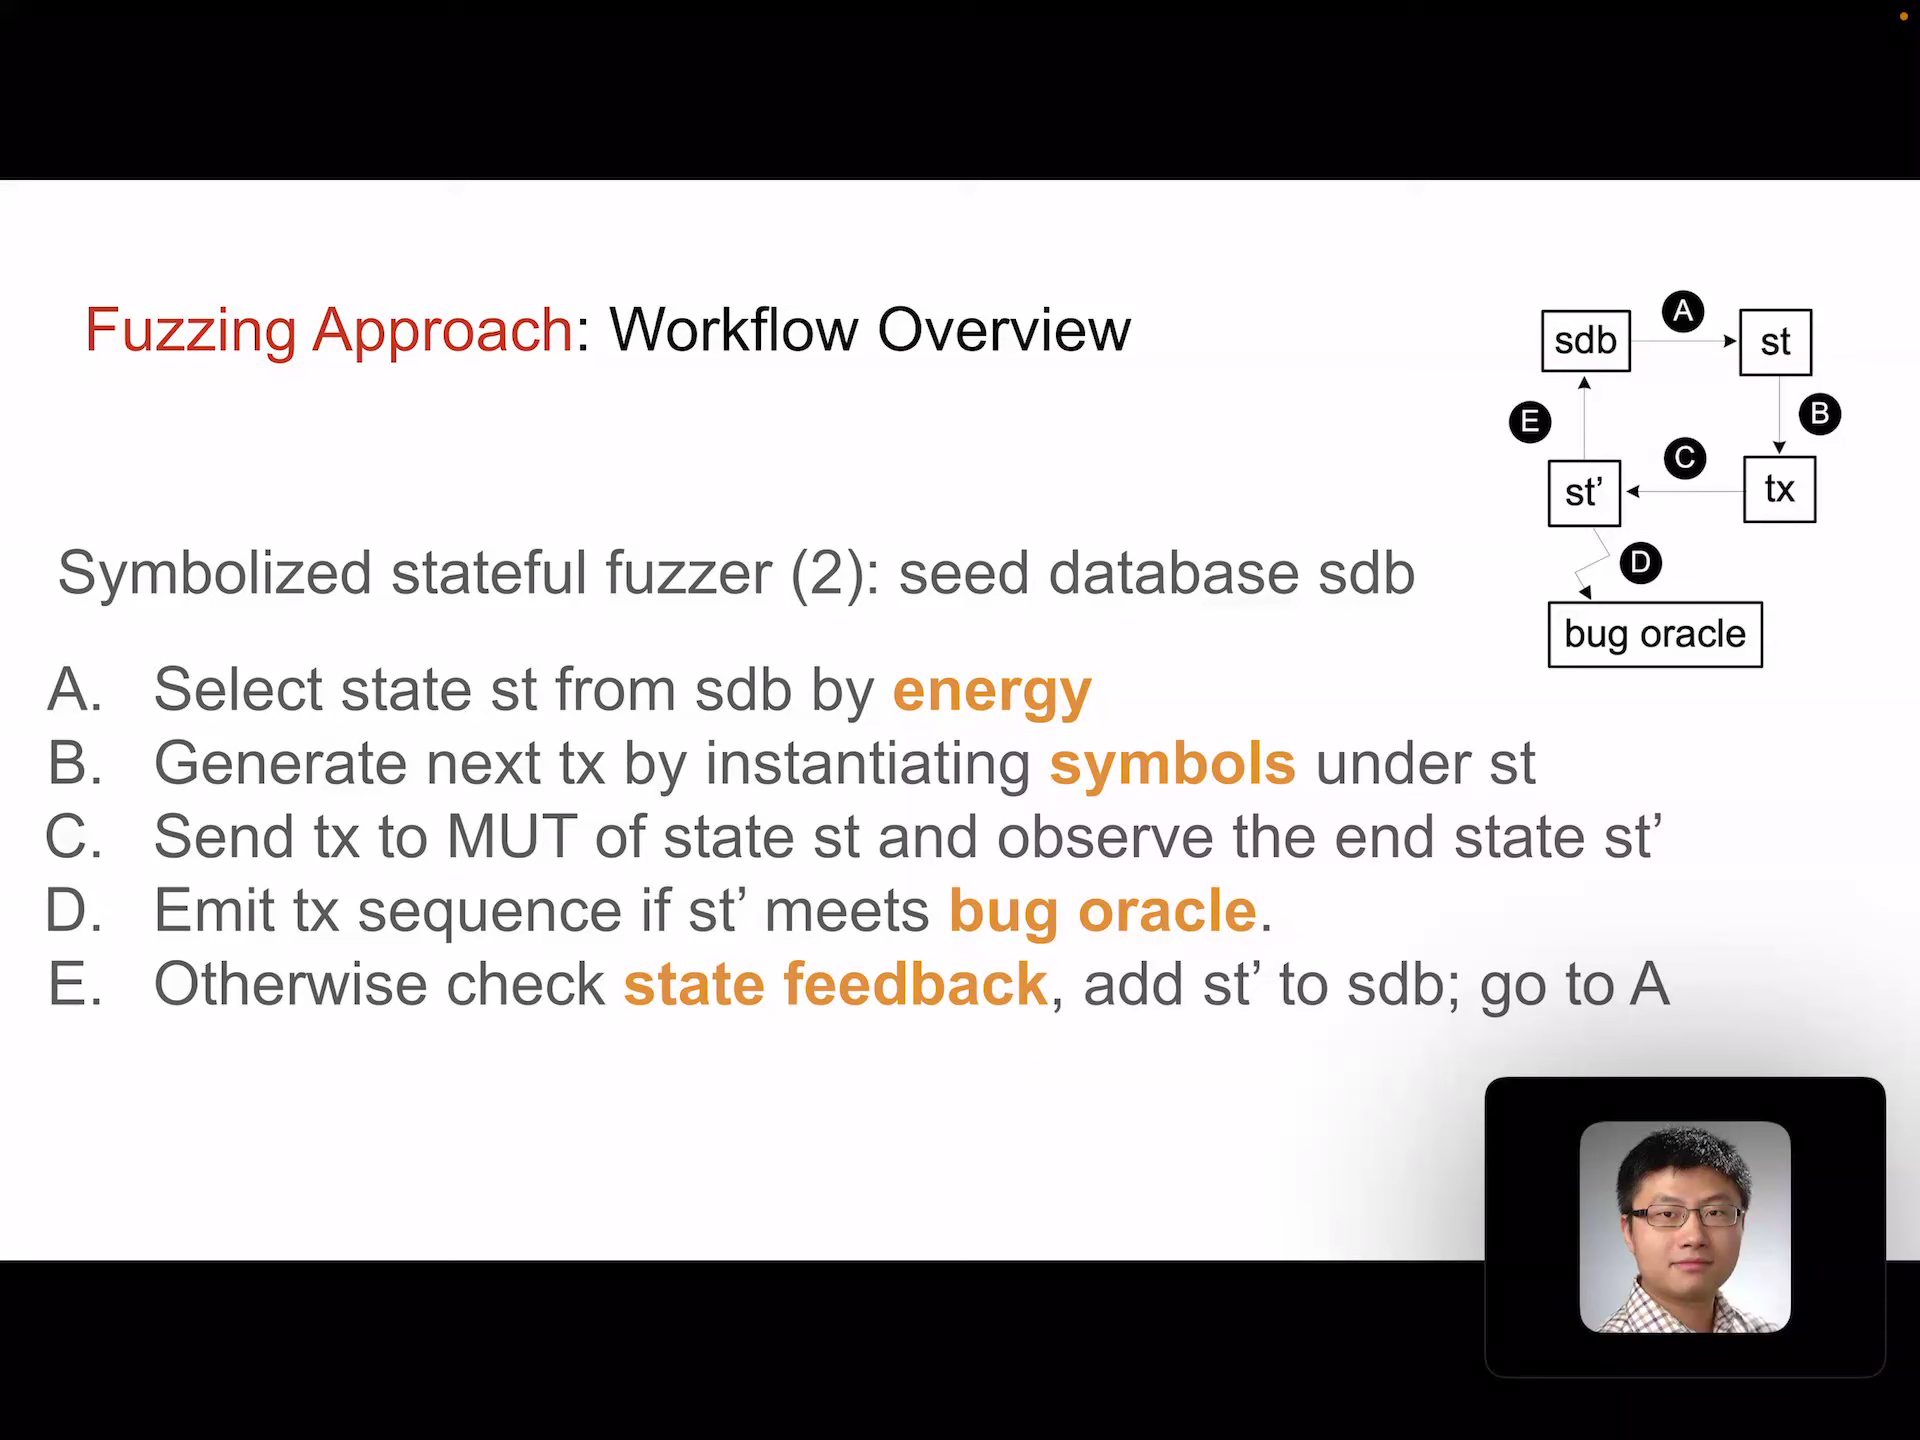 Fuzzing Approach: Workflow Overview
sdb
A
st
E
B
st’
C
tx
D
bug oracle
Symbolized stateful fuzzer (2): seed database sdb
A. Select state st from sdb by energy
B. Generate next tx by instantiating symbols under st
C. Send tx to MUT of state st and observe the end state st’
D. Emit tx sequence if st’ meets bug oracle.
E. Otherwise check state feedback, add st’ to sdb; go to A